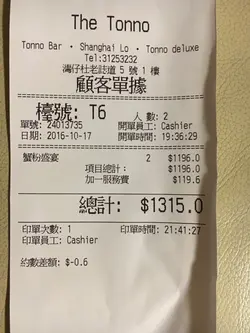 The Tonno
Tonno Bar · Shanghai Lo · Tonno deluxe
Tel:31253232
灣仔杜老誌道 5 號 1 樓
顧客單據
檯號: T6 人 數: 2
單號: 24013735 開單員工: Cashier
日期: 2016-10-17 開單時間: 19:36:29
蟹粉盛宴 2 $1196.0
項目總計: $1196.0
加一服務費 $119.6
總計: $1315.0
印單次數: 1 印單時間: 21:41:27
印單員工: Cashier
約數差額: $-0.6